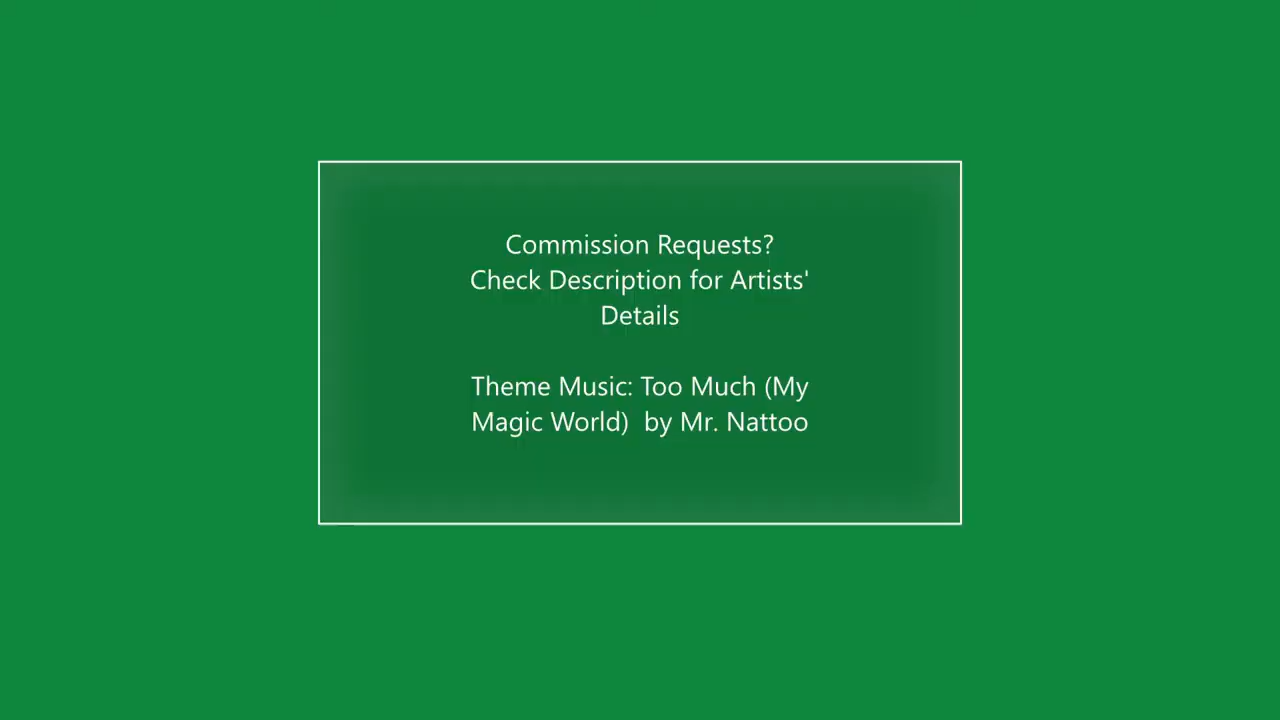 Commission Requests?
Check Description for Artists'
Details
Theme Music: Too Much (My
Magic World)  by Mr. Nattoo